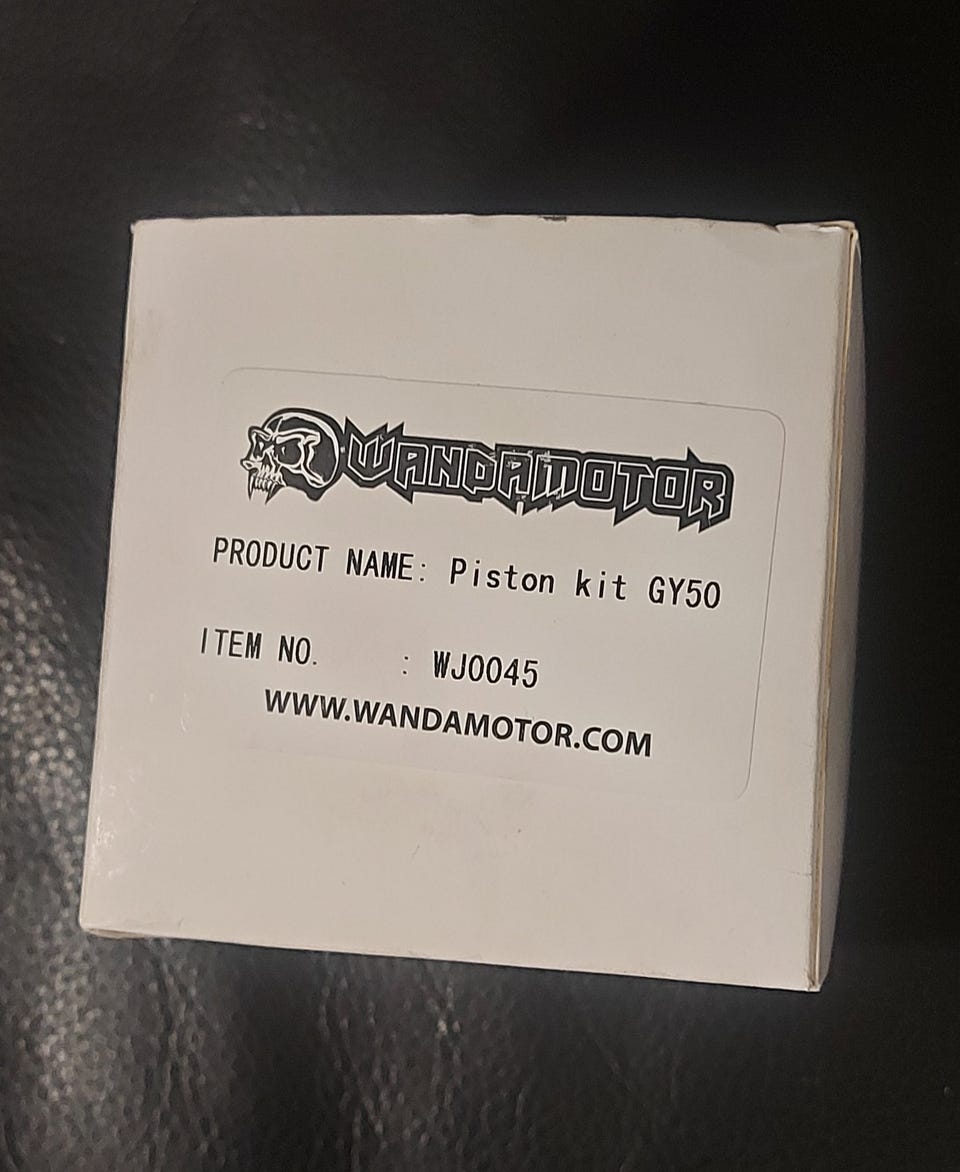 WANDAMOTOR
PRODUCT NAME: Piston kit GY50
ITEM NO. : WJ0045
WWW.WANDAMOTOR.COM